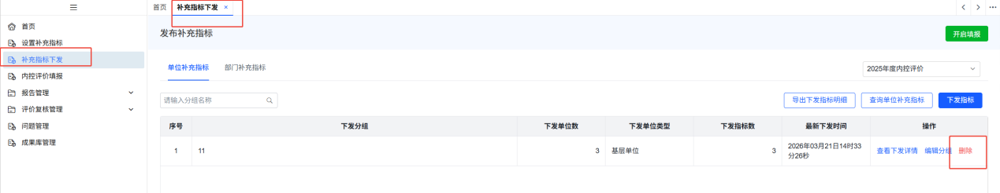 首页 补充指标下发 ×
首页
设置补充指标
补充指标下发
内控评价填报
报告管理
评价复核管理
问题管理
成果库管理
发布补充指标 开启填报
单位补充指标 部门补充指标 2025年度内控评价
请输入分组名称 导出下发指标明细 查询单位补充指标 下发指标
序号 下发分组 下发单位数 下发单位类型 下发指标数 最新下发时间 操作
1 11 3 基层单位 3 2026年03月21日14时33
分26秒 查看下发详情 编辑分组 删除